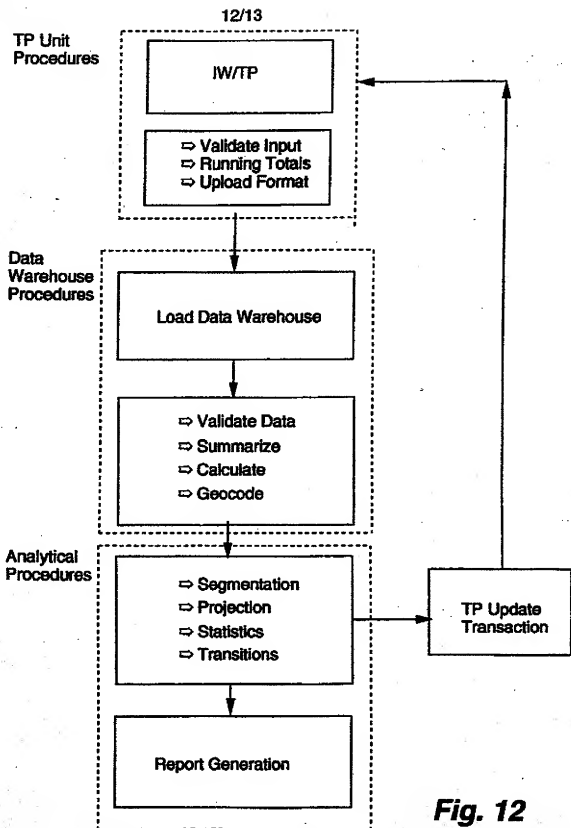 12/13
TP Unit
Procedures
IW/TP
⇨ Validate Input
⇨ Running Totals
⇨ Upload Format
Data
Warehouse
Procedures
Load Data Warehouse
⇨ Validate Data
⇨ Summarize
⇨ Calculate
⇨ Geocode
Analytical
Procedures
⇨ Segmentation
⇨ Projection
⇨ Statistics
⇨ Transitions
TP Update
Transaction
Report Generation
Fig. 12